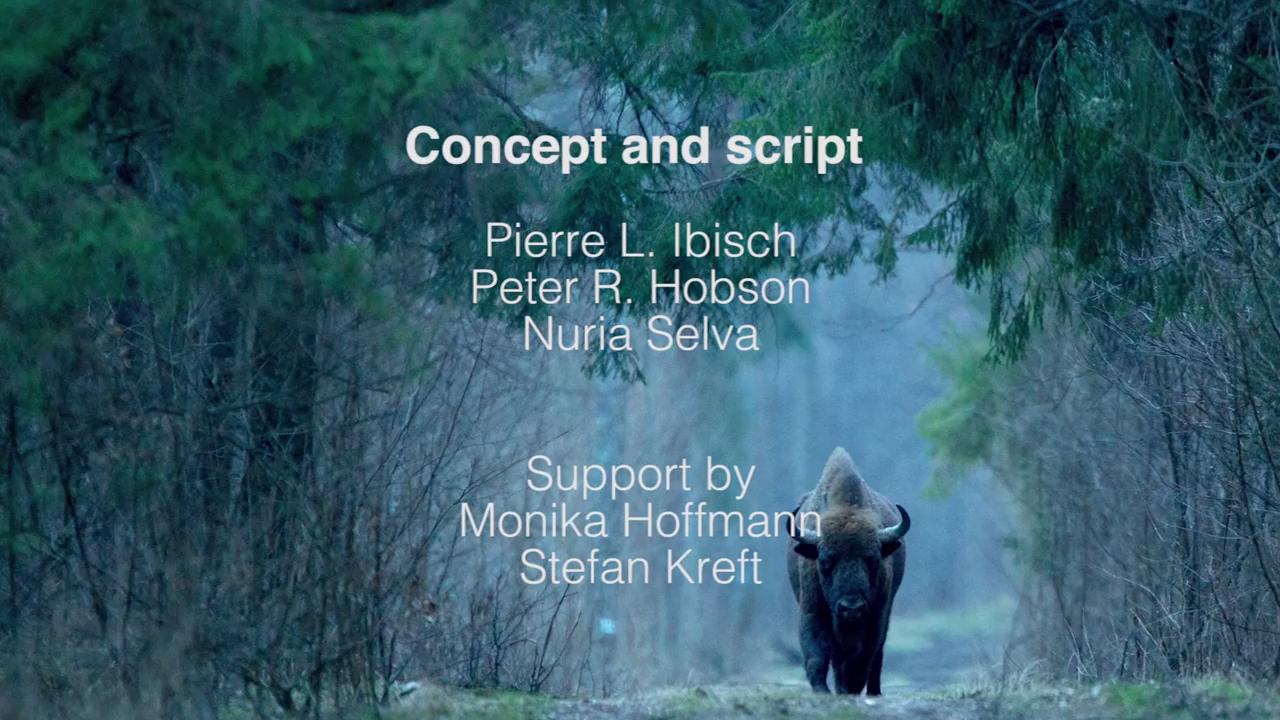 Concept and script
Pierre L. Ibisch
Peter R. Hobson
Nuria Selva
Support by
Monika Hoffmann
Stefan Kreft